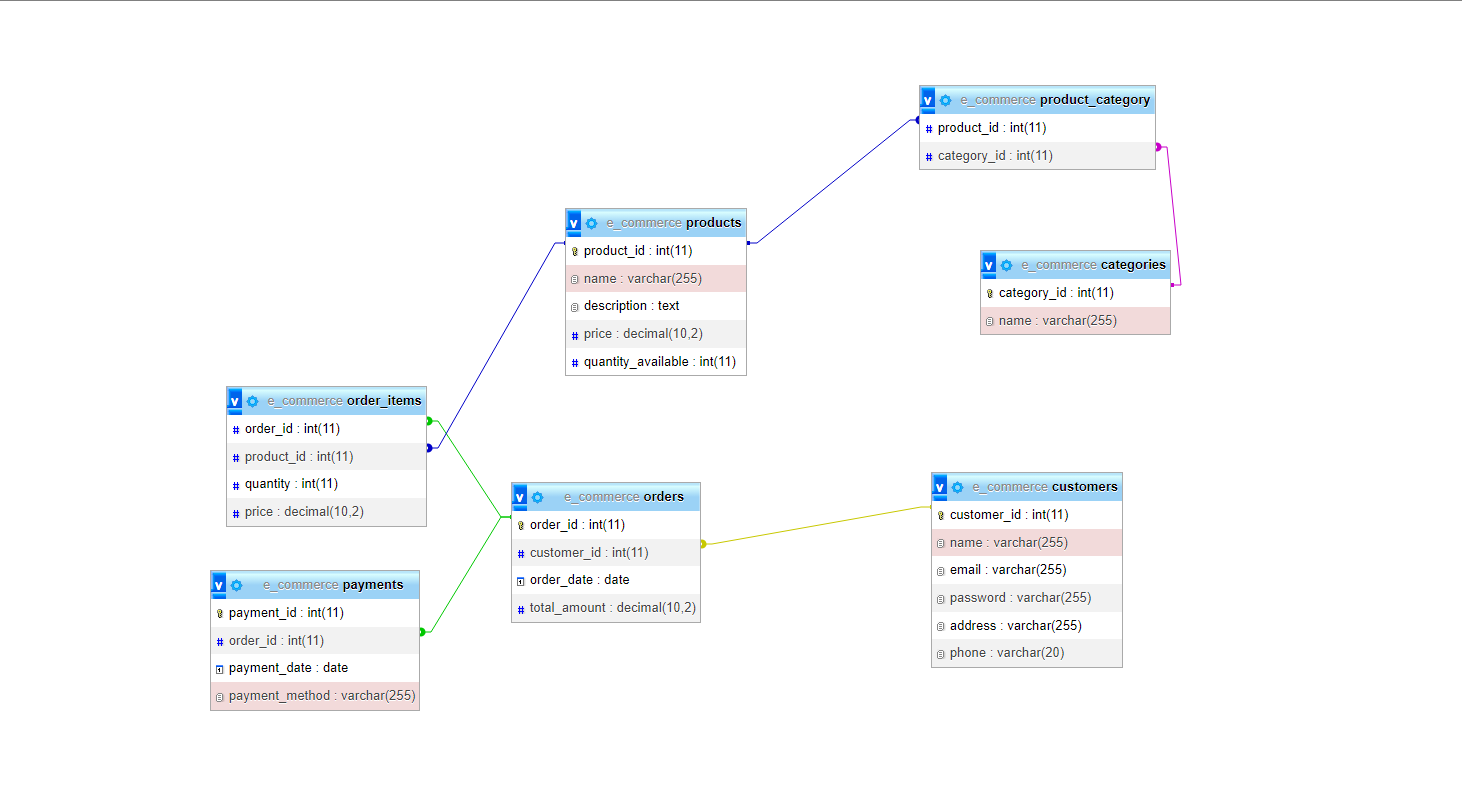 v e_commerce product_category
product_id : int(11)
category_id : int(11)
v e_commerce products
product_id : int(11)
name : varchar(255)
description : text
price : decimal(10,2)
quantity_available : int(11)
v e_commerce categories
category_id : int(11)
name : varchar(255)
v e_commerce order_items
order_id : int(11)
product_id : int(11)
quantity : int(11)
price : decimal(10,2)
v e_commerce orders
order_id : int(11)
customer_id : int(11)
order_date : date
total_amount : decimal(10,2)
v e_commerce customers
customer_id : int(11)
name : varchar(255)
email : varchar(255)
password : varchar(255)
address : varchar(255)
phone : varchar(20)
v e_commerce payments
payment_id : int(11)
order_id : int(11)
payment_date : date
payment_method : varchar(255)